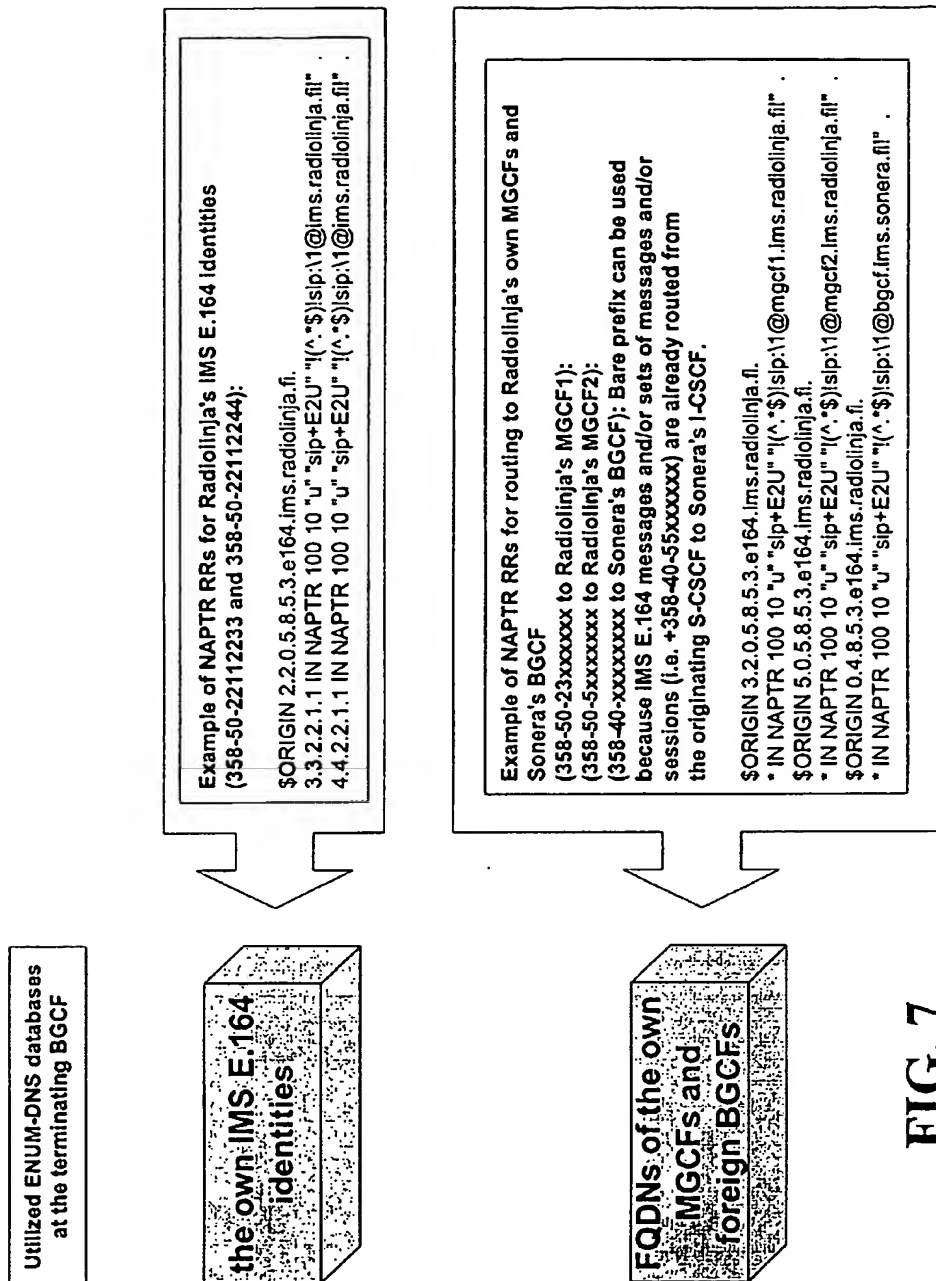 Utilized ENUM-DNS databases
at the terminating BGCF
the own IMS E.164
identities
Example of NAPTR RRs for Radiolinja's IMS E.164 identities
(358-50-22112233 and 358-50-22112244):
$ORIGIN 2.2.0.5.8.5.3.e164.ims.radiolinja.fi.
3.3.2.2.1.1 IN NAPTR 100 10 "u" "sip+E2U" "!(^.*$)!sip:\1@ims.radiolinja.fi!" .
4.4.2.2.1.1 IN NAPTR 100 10 "u" "sip+E2U" "!(^.*$)!sip:\1@ims.radiolinja.fi!" .
FQDNs of the own
MGCFs and
foreign BGCFs
Example of NAPTR RRs for routing to Radiolinja's own MGCFs and
Sonera's BGCF
(358-50-23xxxxxx to Radiolinja's MGCF1):
(358-50-5xxxxxxx to Radiolinja's MGCF2):
(358-40-xxxxxxxx to Sonera's BGCF): Bare prefix can be used
because IMS E.164 messages and/or sets of messages and/or
sessions (i.e. +358-40-55xxxxxx) are already routed from
the originating S-CSCF to Sonera's I-CSCF.
$ORIGIN 3.2.0.5.8.5.3.e164.ims.radiolinja.fi.
* IN NAPTR 100 10 "u" "sip+E2U" "!(^.*$)!sip:\1@mgcf1.ims.radiolinja.fi!" .
$ORIGIN 5.0.5.8.5.3.e164.ims.radiolinja.fi.
* IN NAPTR 100 10 "u" "sip+E2U" "!(^.*$)!sip:\1@mgcf2.ims.radiolinja.fi!" .
$ORIGIN 0.4.8.5.3.e164.ims.radiolinja.fi.
* IN NAPTR 100 10 "u" "sip+E2U" "!(^.*$)!sip:\1@bgcf.ims.sonera.fi!" .
FIG. 7